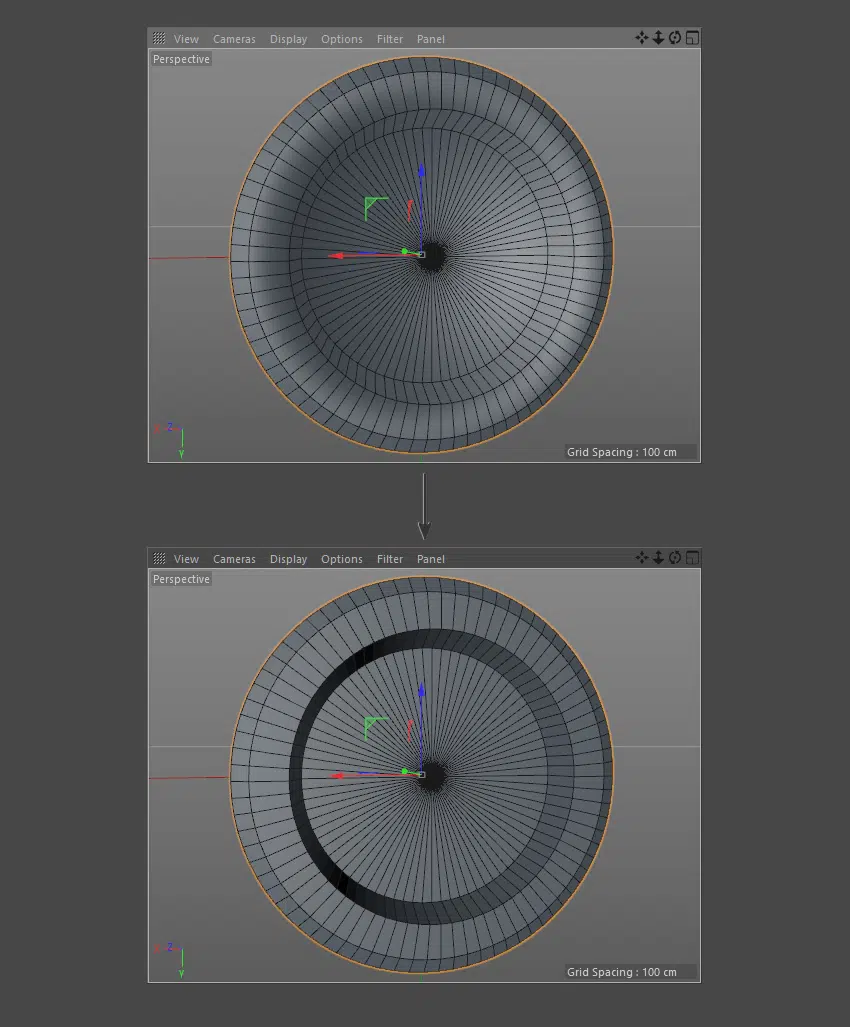 View Cameras Display Options Filter Panel
Perspective
Z
Y
Grid Spacing : 100 cm
View Cameras Display Options Filter Panel
Perspective
Z
Y
Grid Spacing : 100 cm